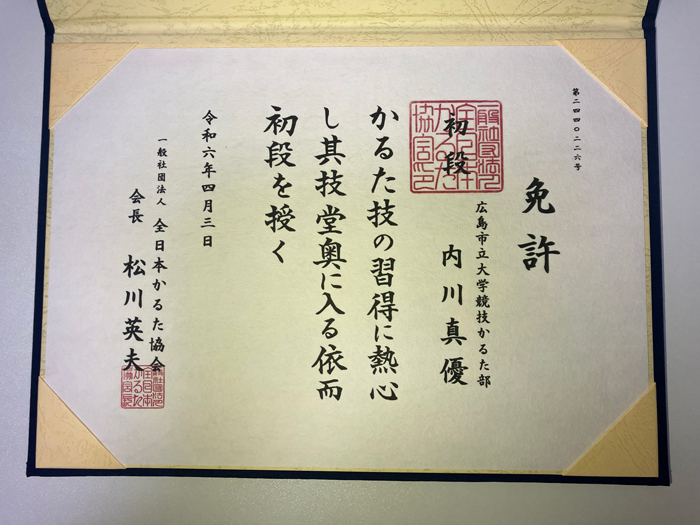 第二四四〇二二六号
免許
広島市立大学競技かるた部
初段 内川真優
かるた技の習得に熱心
し其技堂奥に入る依而
初段を授く
令和六年四月三日
一般社団法人 全日本かるた協会
会長 松川英夫